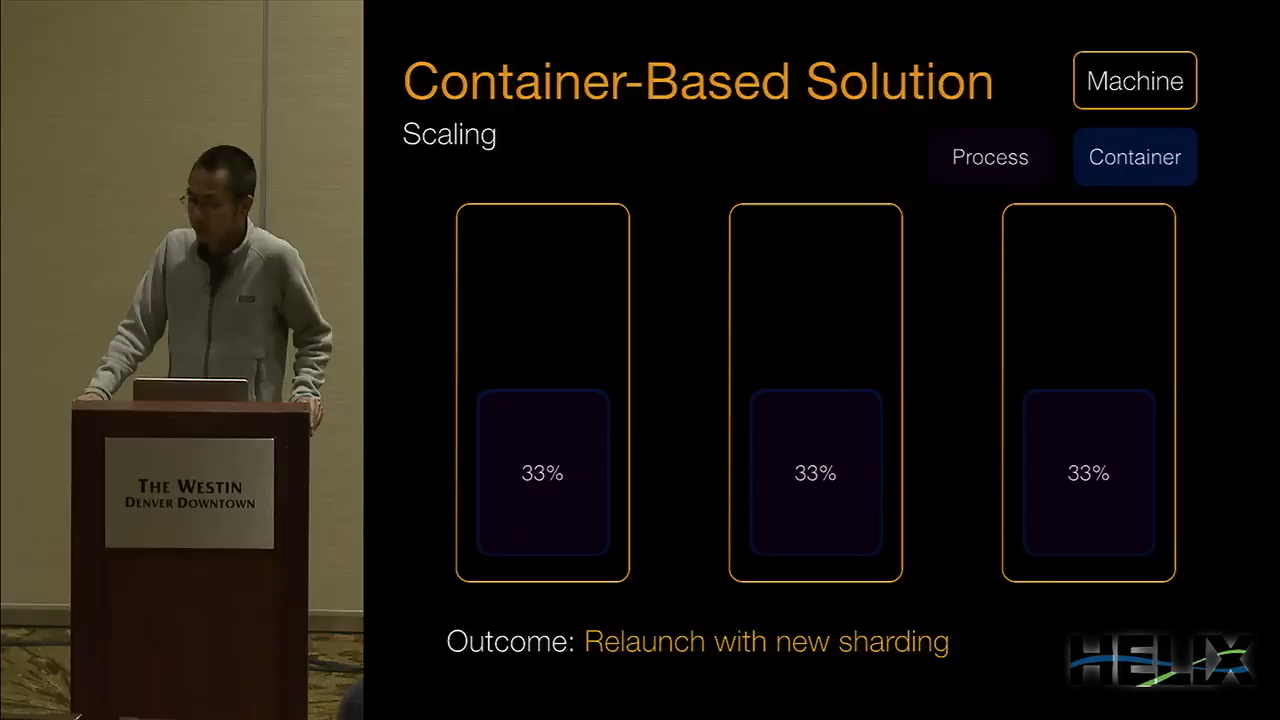 Container-Based Solution
Scaling
Machine
Process
Container
33%
33%
33%
Outcome: Relaunch with new sharding
HELIX
THE WESTIN
DENVER DOWNTOWN